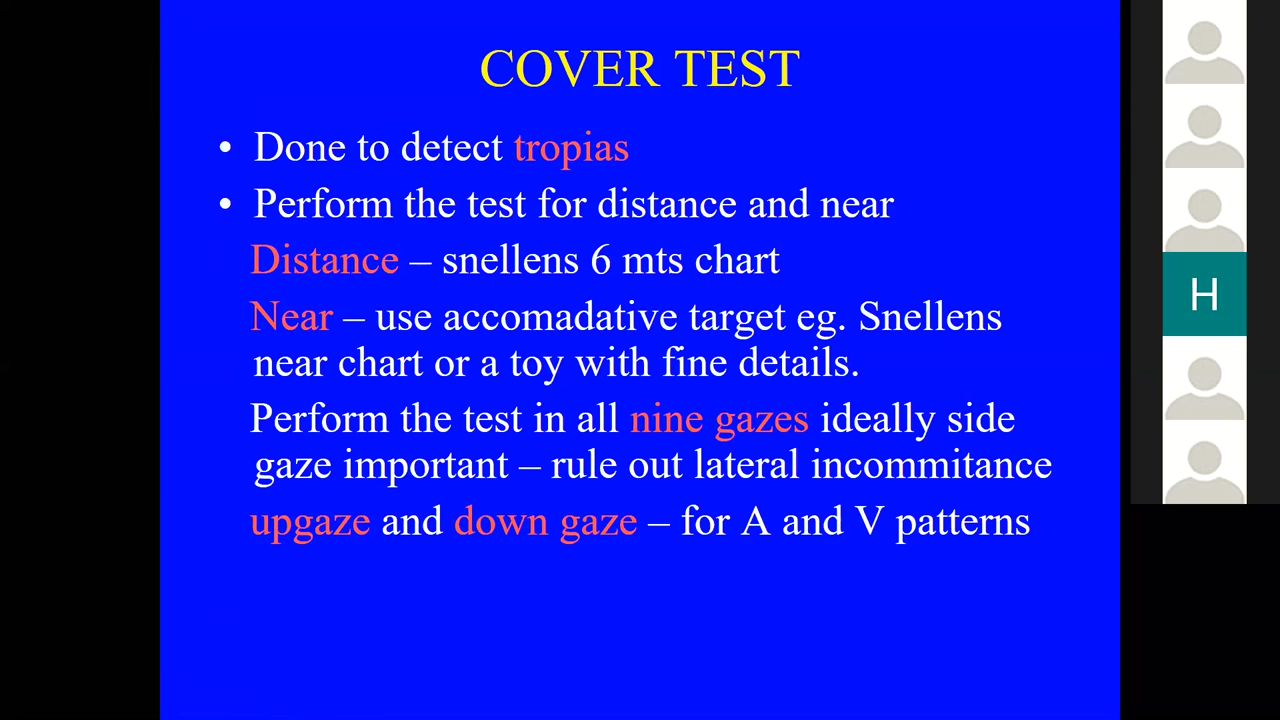 COVER TEST
• Done to detect tropias
• Perform the test for distance and near
Distance – snellens 6 mts chart
Near – use accomadative target eg. Snellens
near chart or a toy with fine details.
Perform the test in all nine gazes ideally side
gaze important – rule out lateral incommitance
upgaze and down gaze – for A and V patterns
H